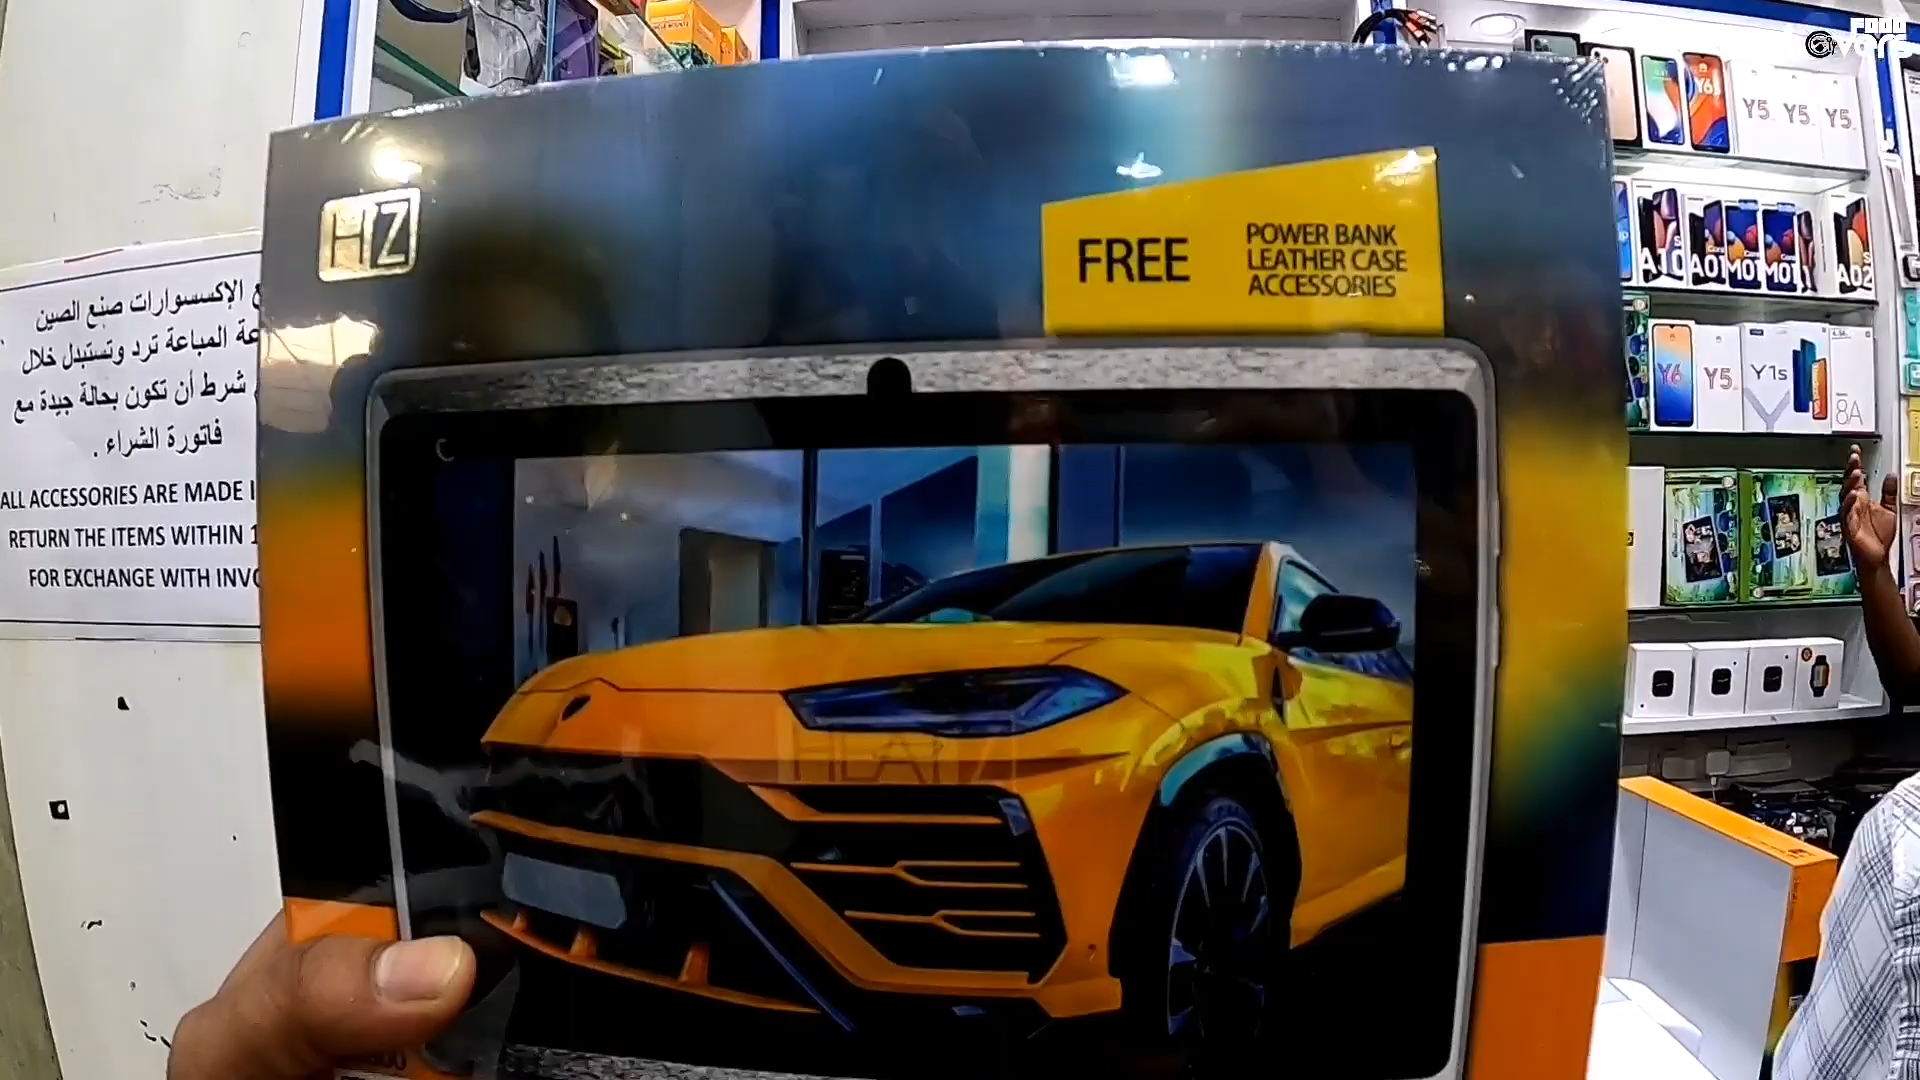 HZ
FREE
POWER BANK
LEATHER CASE
ACCESSORIES
الإكسسوارات صنع الصين
المباعة ترد وتستبدل خلال
شرط أن تكون بحالة جيدة مع
فاتورة الشراء .
ALL ACCESSORIES ARE MADE
RETURN THE ITEMS WITHIN
FOR EXCHANGE WITH
FOOD
Y6
Y5
Y5
Y5
A10
A01
M01
M01
A02
Y6
Y5
Y1s
8A